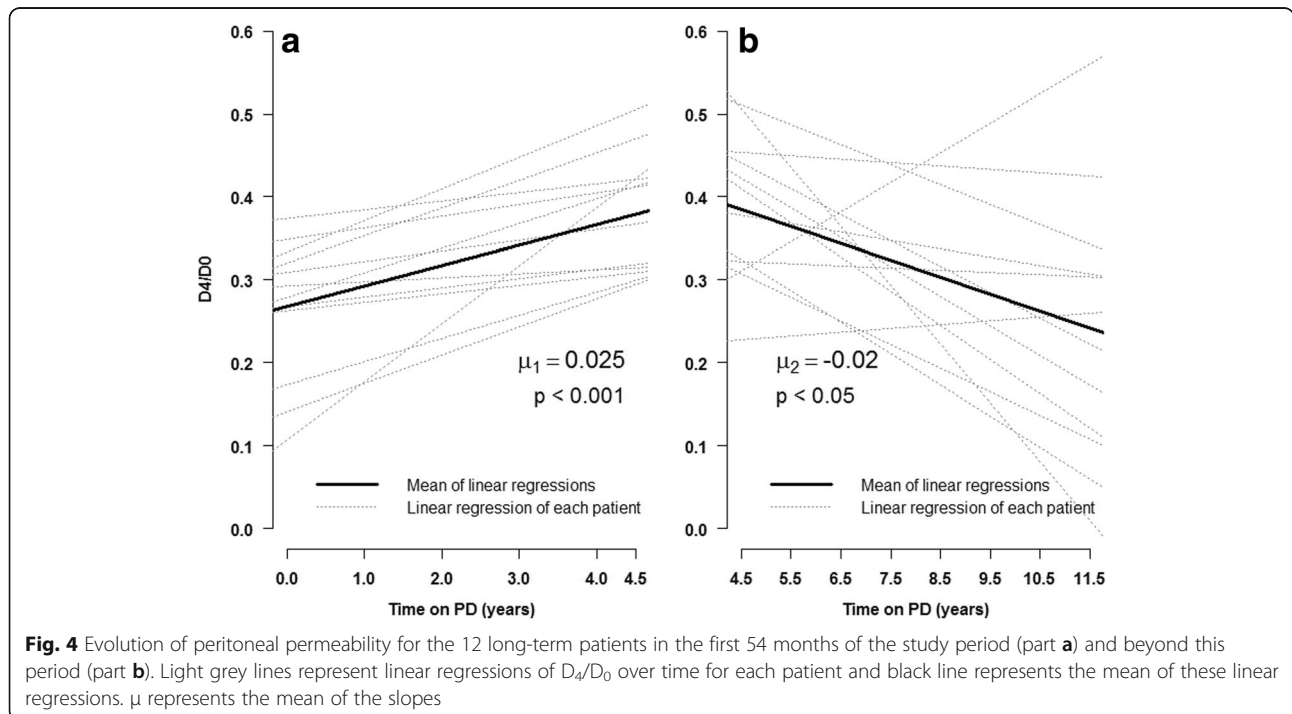 a
0.6
0.5
0.4
0.3
0.2
0.1
0.0
D4/D0
μ1 = 0.025
p < 0.001
Mean of linear regressions
Linear regression of each patient
0.0 1.0 2.0 3.0 4.0 4.5
Time on PD (years)
b
0.6
0.5
0.4
0.3
0.2
0.1
0.0
μ2 = -0.02
p < 0.05
Mean of linear regressions
Linear regression of each patient
4.5 5.5 6.5 7.5 8.5 9.5 10.5 11.5
Time on PD (years)
Fig. 4 Evolution of peritoneal permeability for the 12 long-term patients in the first 54 months of the study period (part a) and beyond this
period (part b). Light grey lines represent linear regressions of D4/D0 over time for each patient and black line represents the mean of these linear
regressions. μ represents the mean of the slopes